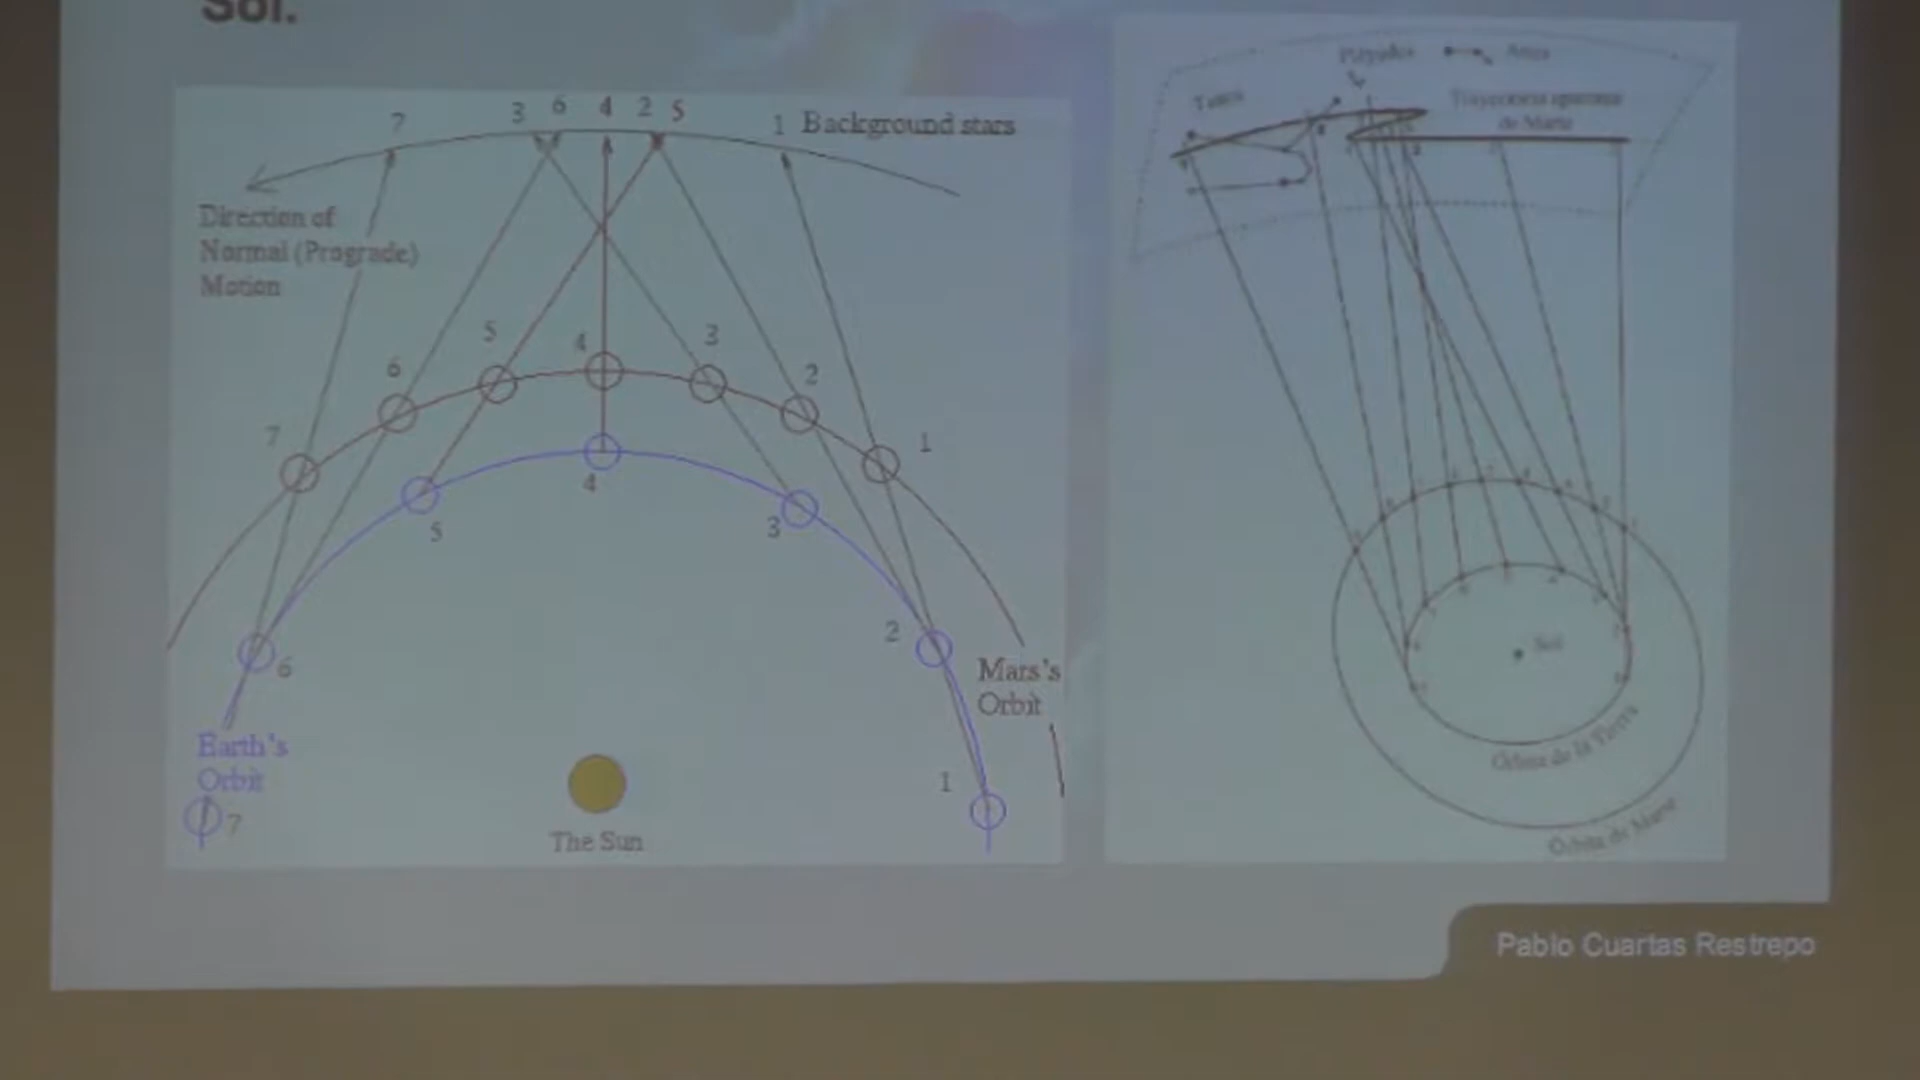 Sol.
7 3 6 4 2 5 1 Background stars
Direction of
Normal (Prograde)
Motion
7 6 5 4 3 2 1
6 5 4 3 2 1
Earth's
Orbit
7
The Sun
Mars's
Orbit
Pléyades Aries
Tauro
Trayectoria aparente
de Marte
Sol
Órbita de la Tierra
Órbita de Marte
Pablo Cuartas Restrepo